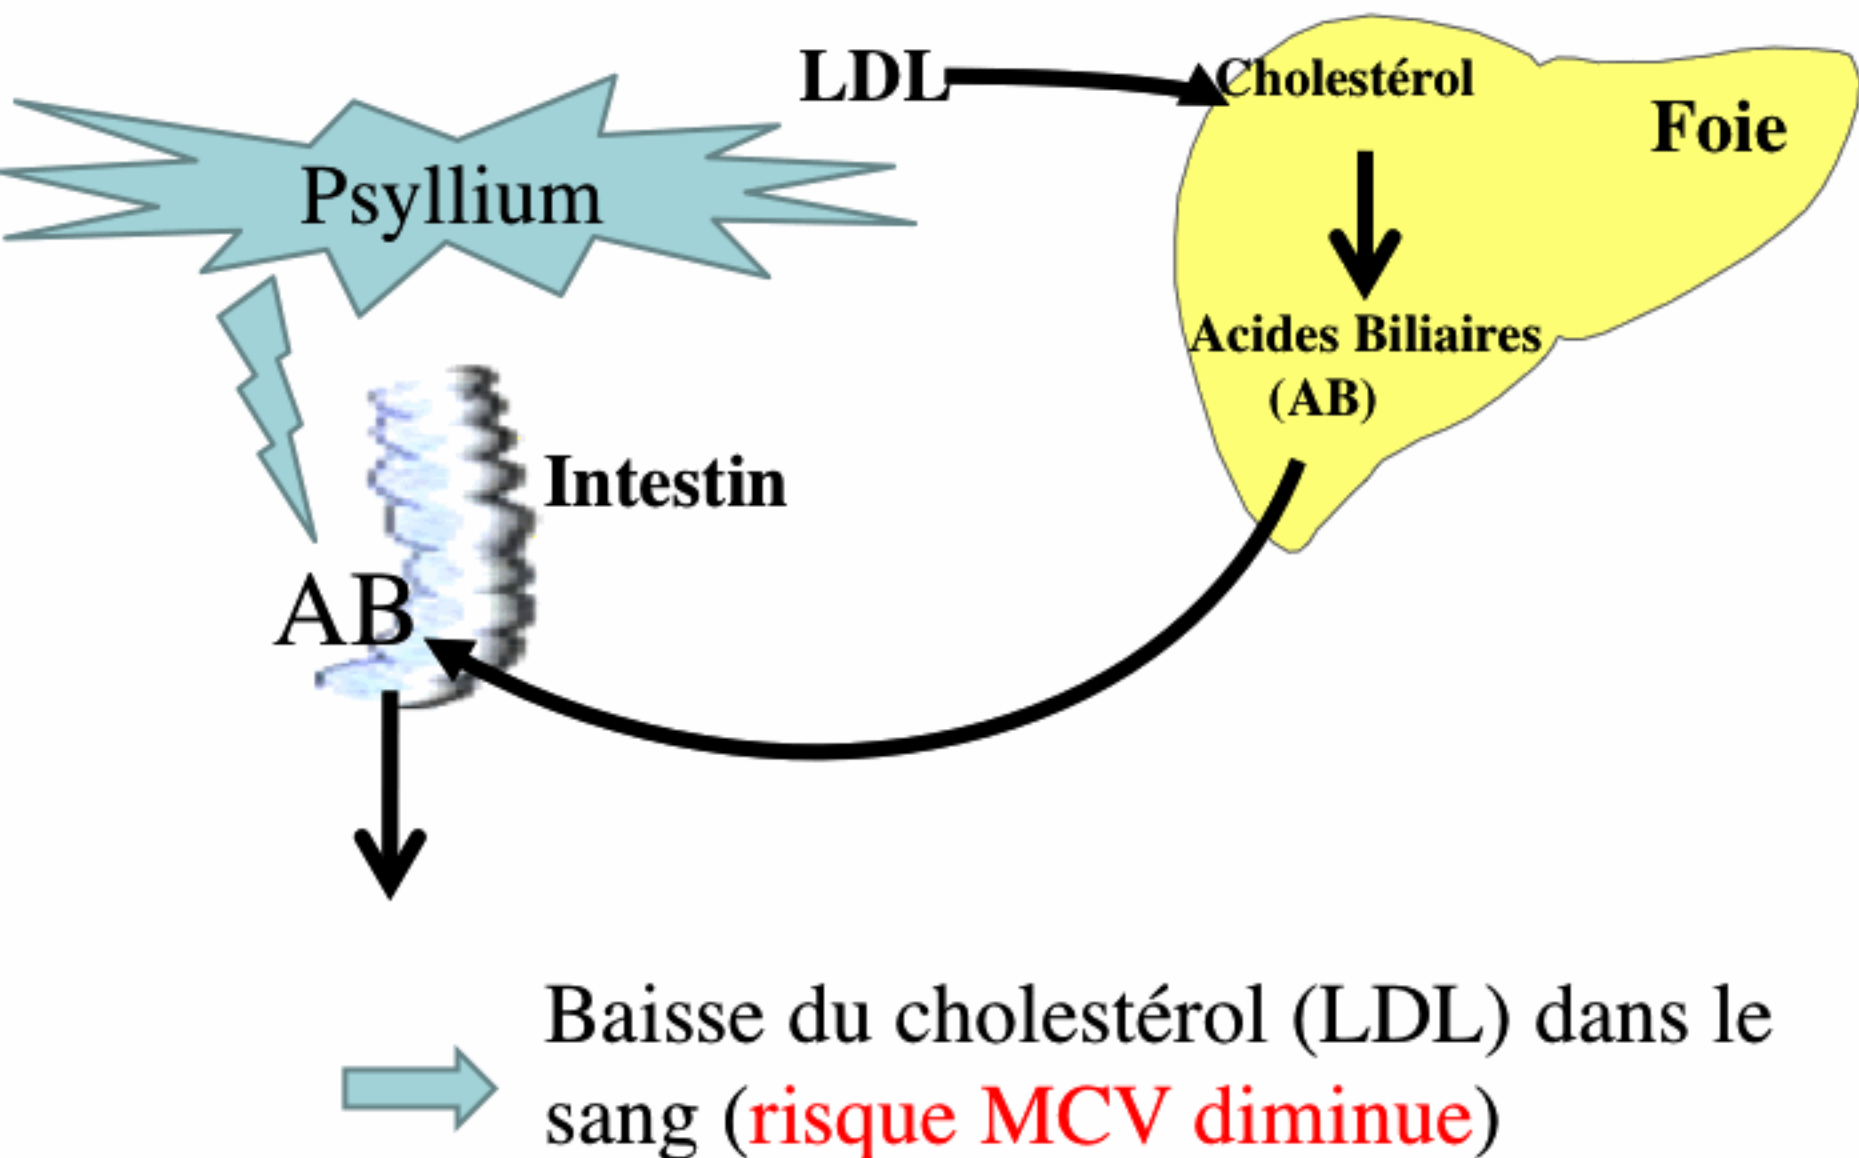 LDL
Cholestérol
Foie
Psyllium
Acides Biliaires
(AB)
Intestin
AB
Baisse du cholestérol (LDL) dans le
sang (risque MCV diminue)